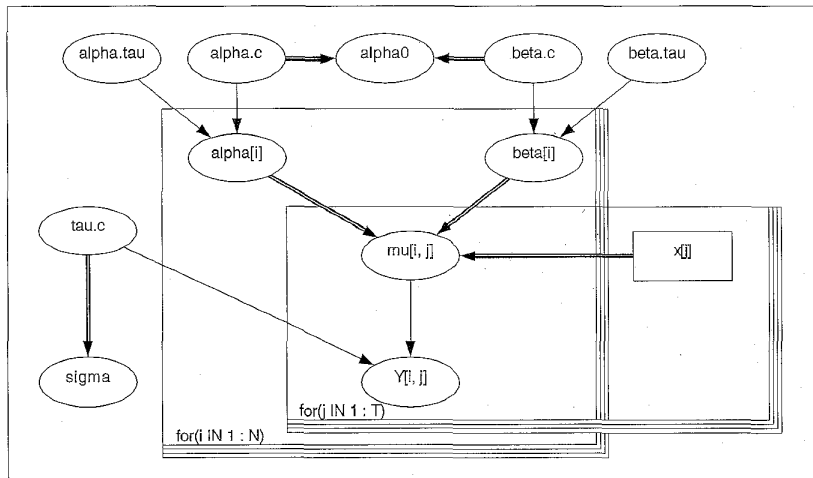 alpha.tau
alpha.c
alpha0
beta.c
beta.tau
alpha[i]
beta[i]
tau.c
mu[i, j]
x[j]
sigma
Y[i, j]
for(j IN 1 : T)
for(i IN 1 : N)